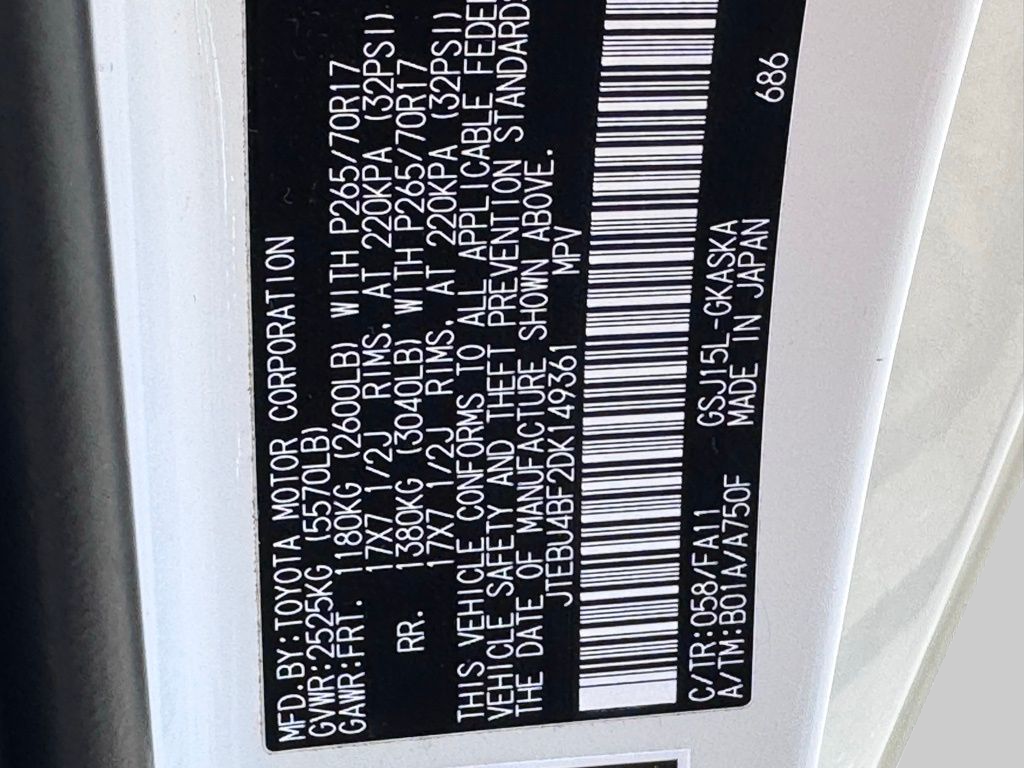 MFD.BY:TOYOTA MOTOR CORPORATION
GVWR:2525KG (5570LB)
GAWR:FRT. 1180KG (2600LB) WITH P265/70R17
17X7 1/2J RIMS, AT 220KPA (32PSI)
RR. 1380KG (3040LB) WITH P265/70R17
17X7 1/2J RIMS, AT 220KPA (32PSI)
THIS VEHICLE CONFORMS TO ALL APPLICABLE FEDER
VEHICLE SAFETY AND THEFT PREVENTION STANDARDS
THE DATE OF MANUFACTURE SHOWN ABOVE.
JTEBU4BF2DK149361 MPV
C/TR:058/FA11 GSJ15L-GKASKA 686
A/TM:B01A/A750F MADE IN JAPAN